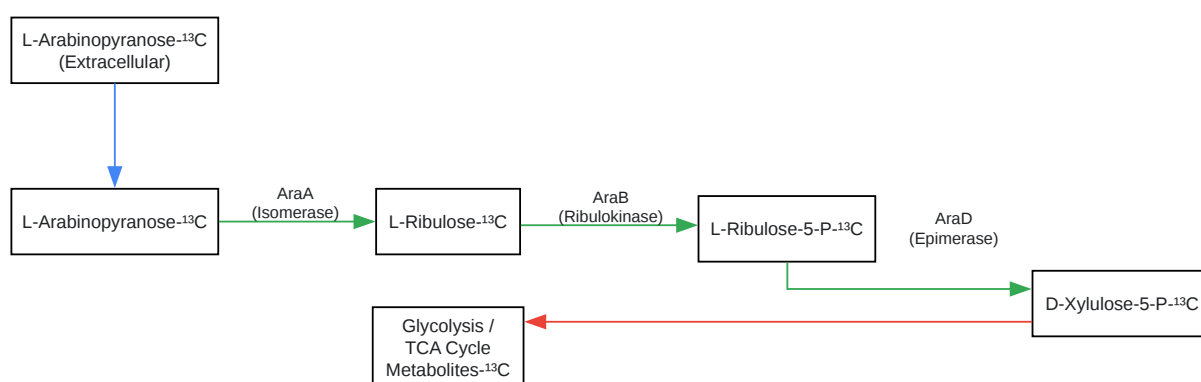 L-Arabinopyranose-¹³C
(Extracellular)
L-Arabinopyranose-¹³C
AraA
(Isomerase)
L-Ribulose-¹³C
AraB
(Ribulokinase)
L-Ribulose-5-P-¹³C
AraD
(Epimerase)
D-Xylulose-5-P-¹³C
Glycolysis /
TCA Cycle
Metabolites-¹³C